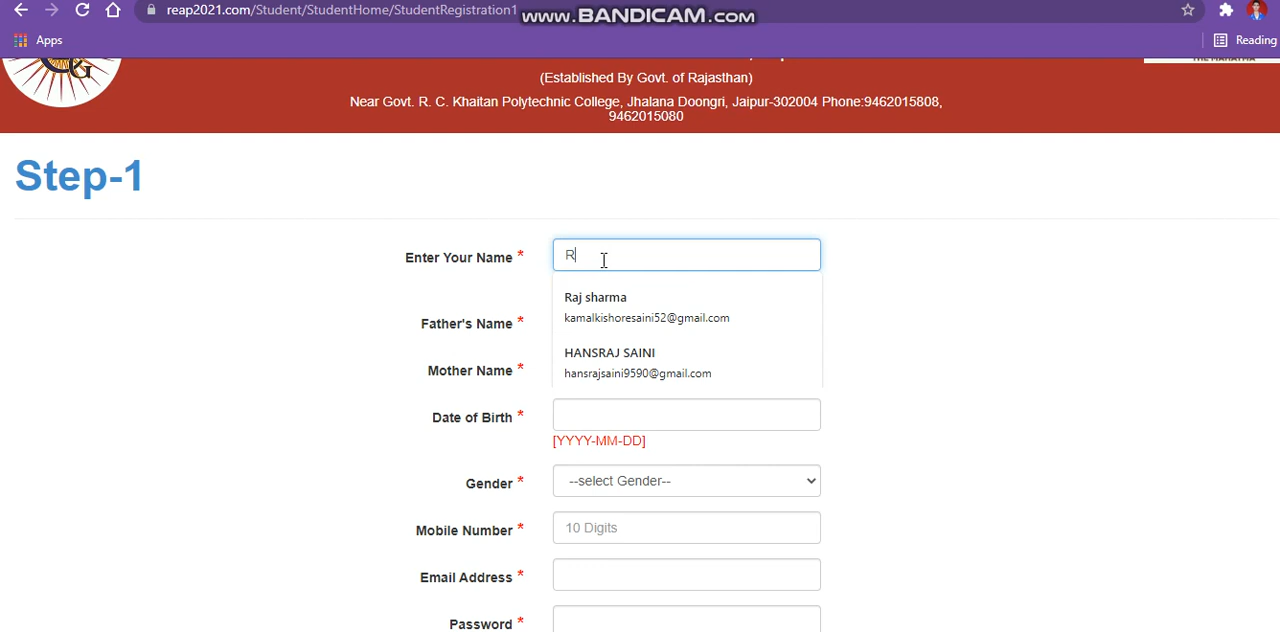 reap2021.com/Student/StudentHome/StudentRegistration1
www.BANDICAM.com
Apps
Reading
(Established By Govt. of Rajasthan)
Near Govt. R. C. Khaitan Polytechnic College, Jhalana Doongri, Jaipur-302004 Phone:9462015808,
9462015080
Step-1
Enter Your Name *
R
Raj sharma
kamalkishoresaini52@gmail.com
HANSRAJ SAINI
hansrajsaini9590@gmail.com
Father's Name *
Mother Name *
Date of Birth *
[YYYY-MM-DD]
Gender *
--select Gender--
Mobile Number *
10 Digits
Email Address *
Password *